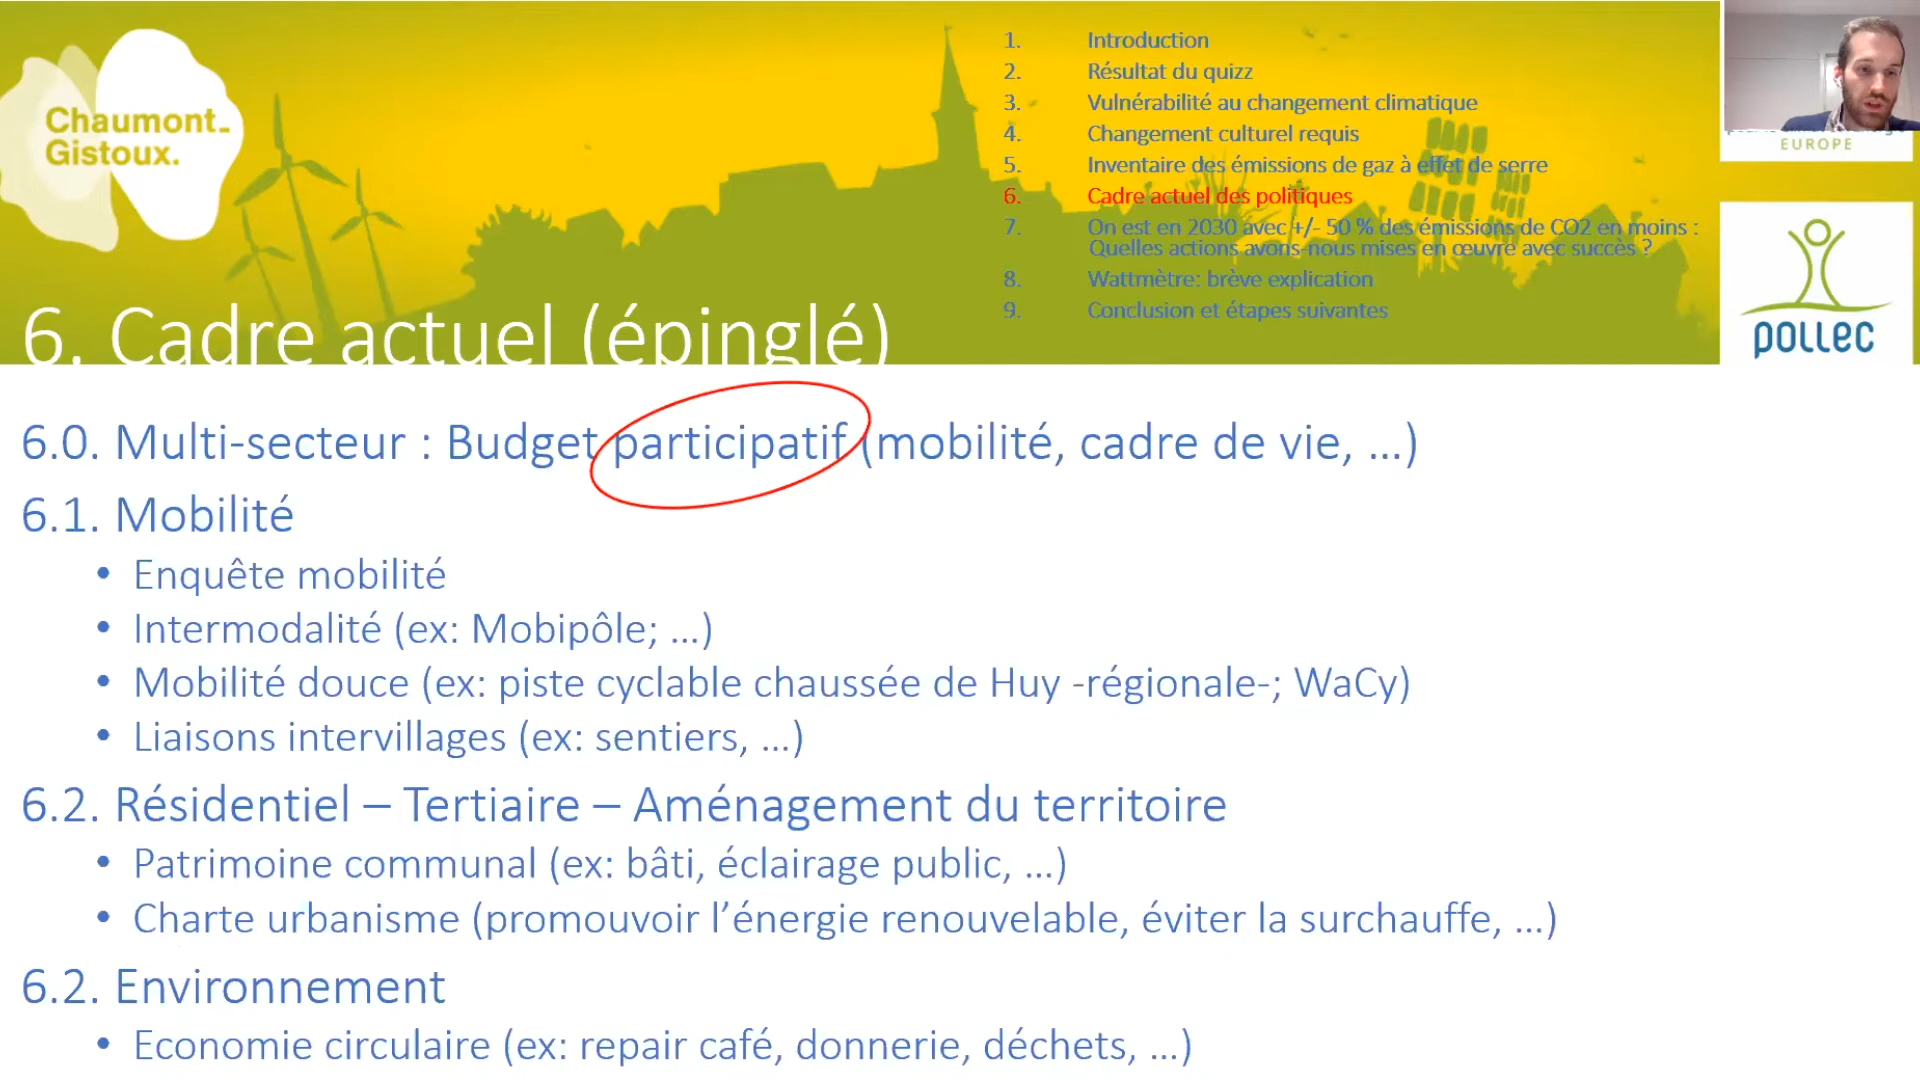 Chaumont_
Gistoux.
1. Introduction
2. Résultat du quizz
3. Vulnérabilité au changement climatique
4. Changement culturel requis
5. Inventaire des émissions de gaz à effet de serre
6. Cadre actuel des politiques
7. On est en 2030 avec +/- 50 % des émissions de CO2 en moins :
Quelles actions avons-nous mises en œuvre avec succès ?
8. Wattmètre: brève explication
9. Conclusion et étapes suivantes
EUROPE
pollec
6. Cadre actuel (épinglé)
6.0. Multi-secteur : Budget participatif (mobilité, cadre de vie, …)
6.1. Mobilité
• Enquête mobilité
• Intermodalité (ex: Mobipôle; …)
• Mobilité douce (ex: piste cyclable chaussée de Huy -régionale-; WaCy)
• Liaisons intervillages (ex: sentiers, …)
6.2. Résidentiel – Tertiaire – Aménagement du territoire
• Patrimoine communal (ex: bâti, éclairage public, …)
• Charte urbanisme (promouvoir l’énergie renouvelable, éviter la surchauffe, …)
6.2. Environnement
• Economie circulaire (ex: repair café, donnerie, déchets, …)